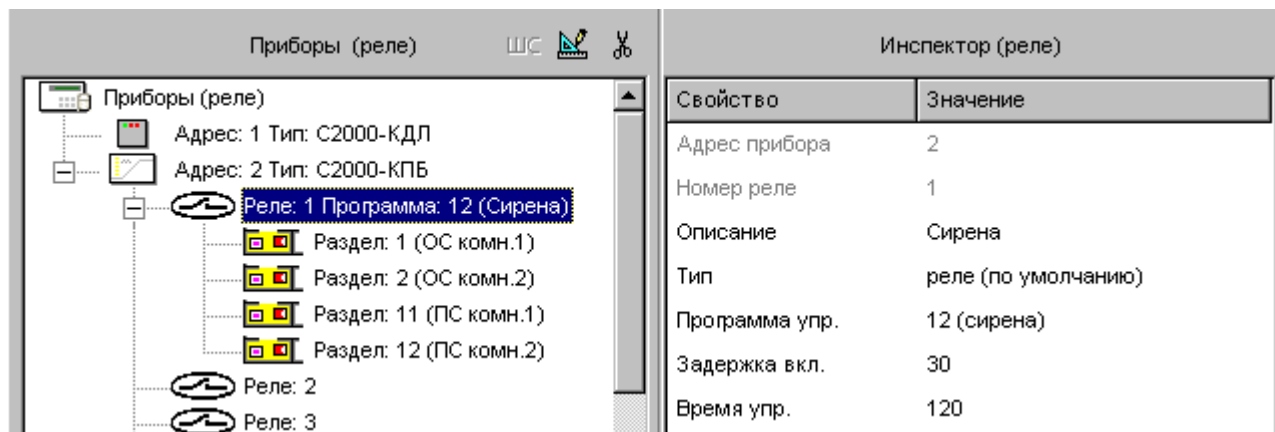 Приборы (реле) ШС
Приборы (реле)
Адрес: 1 Тип: С2000-КДЛ
Адрес: 2 Тип: С2000-КПБ
Реле: 1 Программа: 12 (Сирена)
Раздел: 1 (ОС комн.1)
Раздел: 2 (ОС комн.2)
Раздел: 11 (ПС комн.1)
Раздел: 12 (ПС комн.2)
Реле: 2
Реле: 3
Инспектор (реле)
Свойство Значение
Адрес прибора 2
Номер реле 1
Описание Сирена
Тип реле (по умолчанию)
Программа упр. 12 (сирена)
Задержка вкл. 30
Время упр. 120